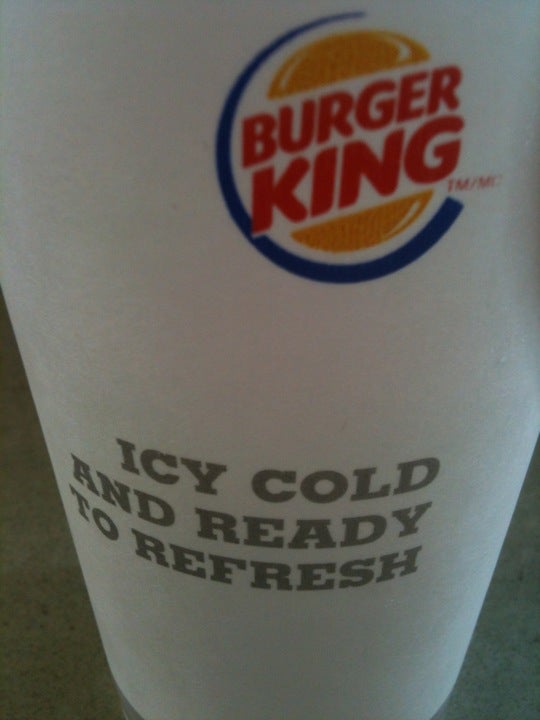 BURGER
KING
TM/MC
ICY COLD
AND READY
TO REFRESH